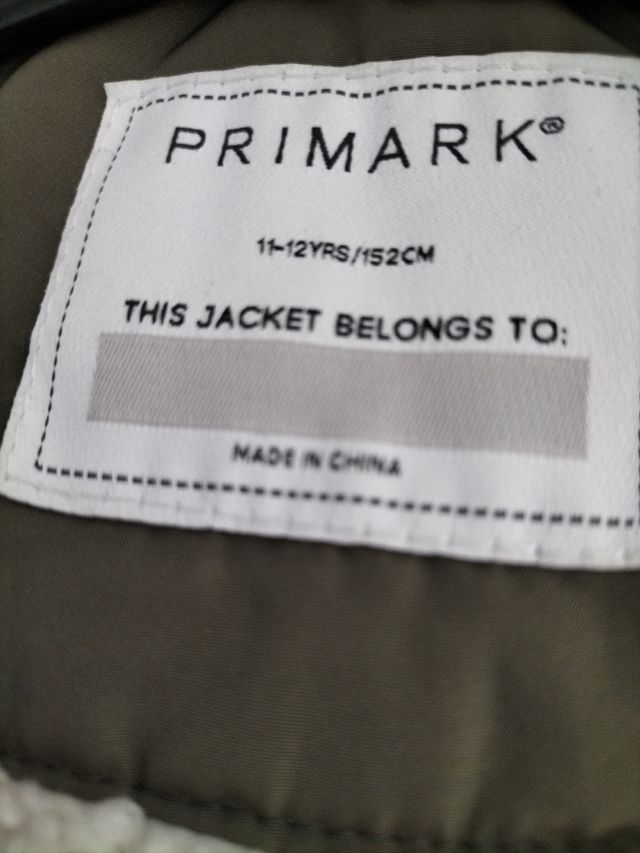 PRIMARK®
11-12YRS/152CM
THIS JACKET BELONGS TO:
MADE IN CHINA